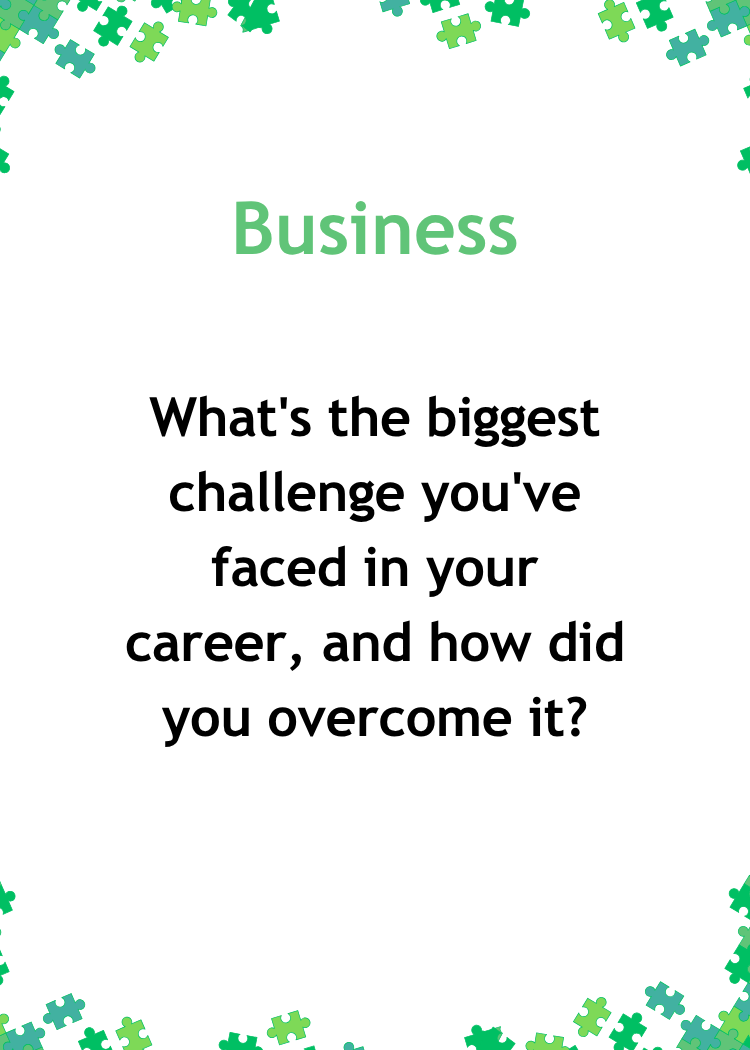 Business
What's the biggest
challenge you've
faced in your
career, and how did
you overcome it?